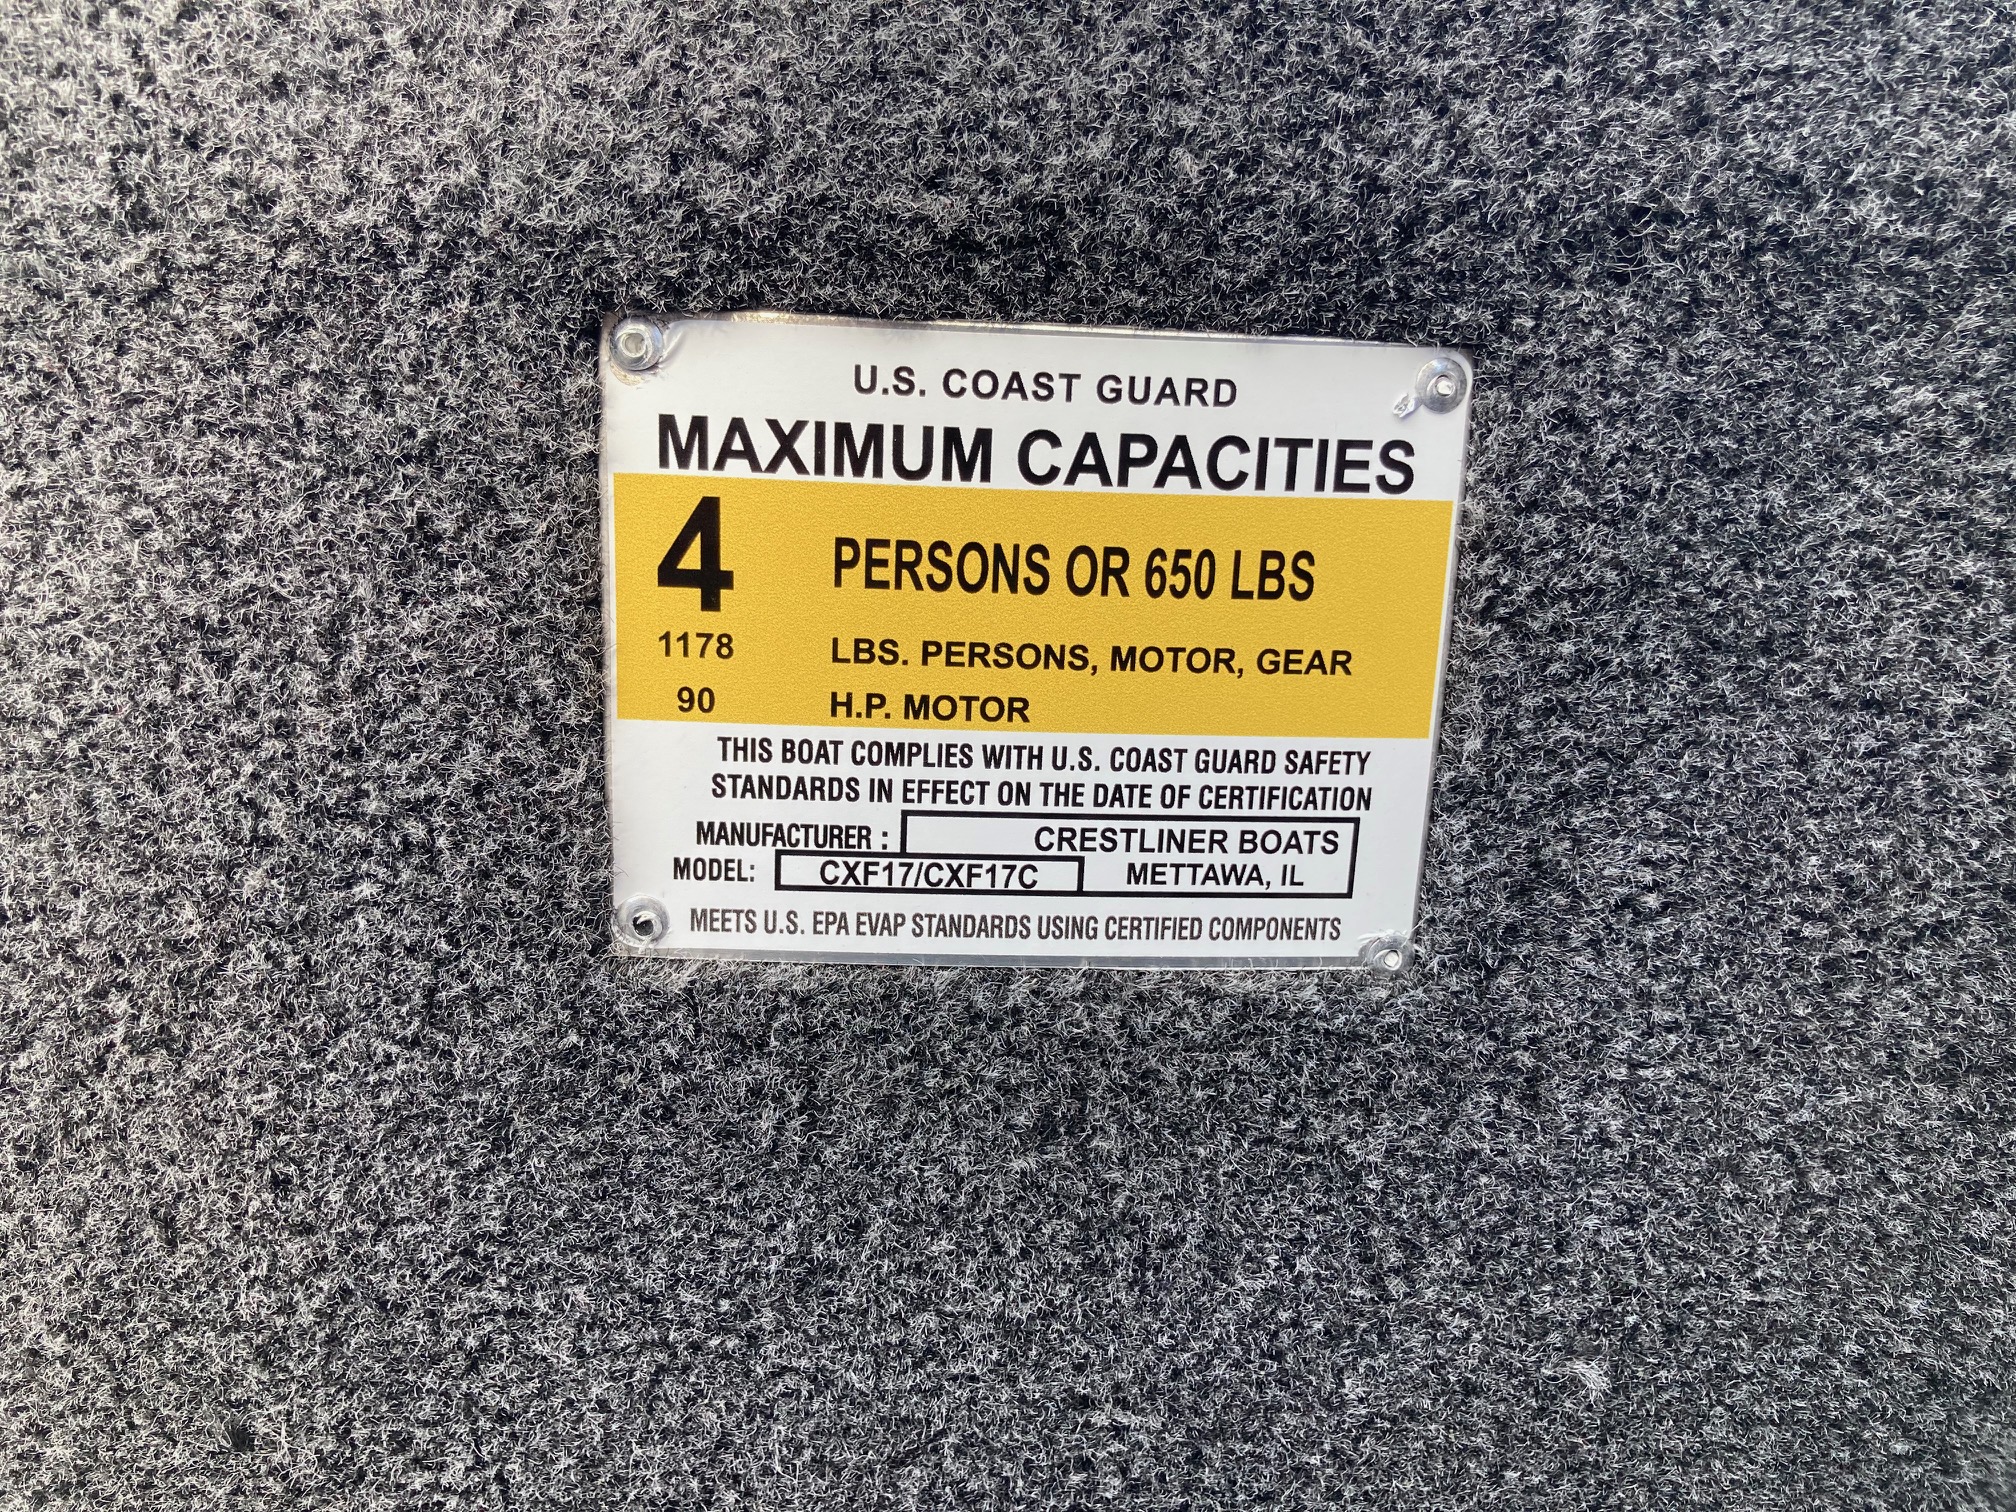 U.S. COAST GUARD
MAXIMUM CAPACITIES
4 PERSONS OR 650 LBS
1178 LBS. PERSONS, MOTOR, GEAR
90 H.P. MOTOR
THIS BOAT COMPLIES WITH U.S. COAST GUARD SAFETY
STANDARDS IN EFFECT ON THE DATE OF CERTIFICATION
MANUFACTURER : CRESTLINER BOATS
MODEL: CXF17/CXF17C METTAWA, IL
MEETS U.S. EPA EVAP STANDARDS USING CERTIFIED COMPONENTS